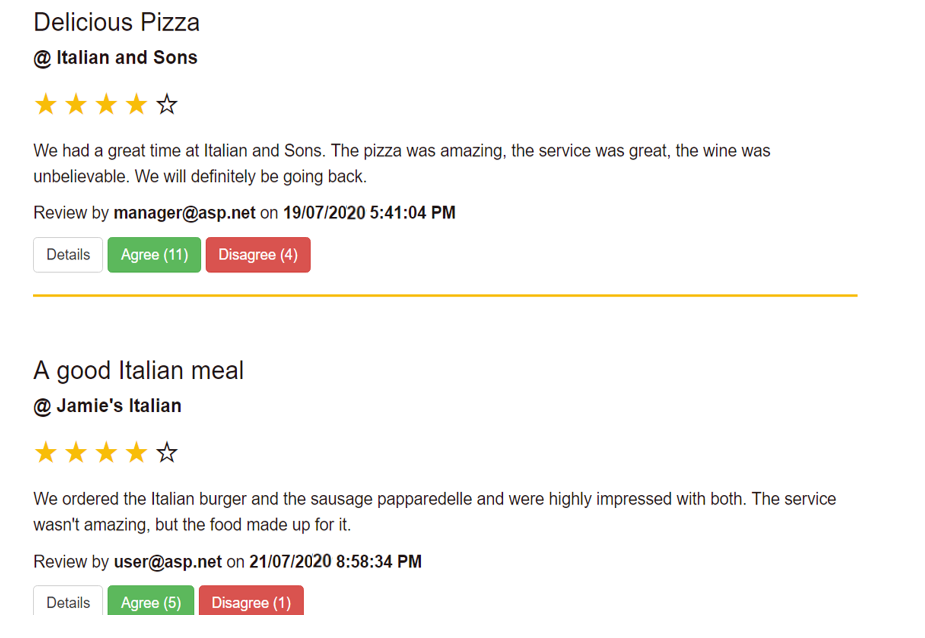 Delicious Pizza
@ Italian and Sons
We had a great time at Italian and Sons. The pizza was amazing, the service was great, the wine was
unbelievable. We will definitely be going back.
Review by manager@asp.net on 19/07/2020 5:41:04 PM
Details Agree (11) Disagree (4)
A good Italian meal
@ Jamie's Italian
We ordered the Italian burger and the sausage papparedelle and were highly impressed with both. The service
wasn't amazing, but the food made up for it.
Review by user@asp.net on 21/07/2020 8:58:34 PM
Details Agree (5) Disagree (1)